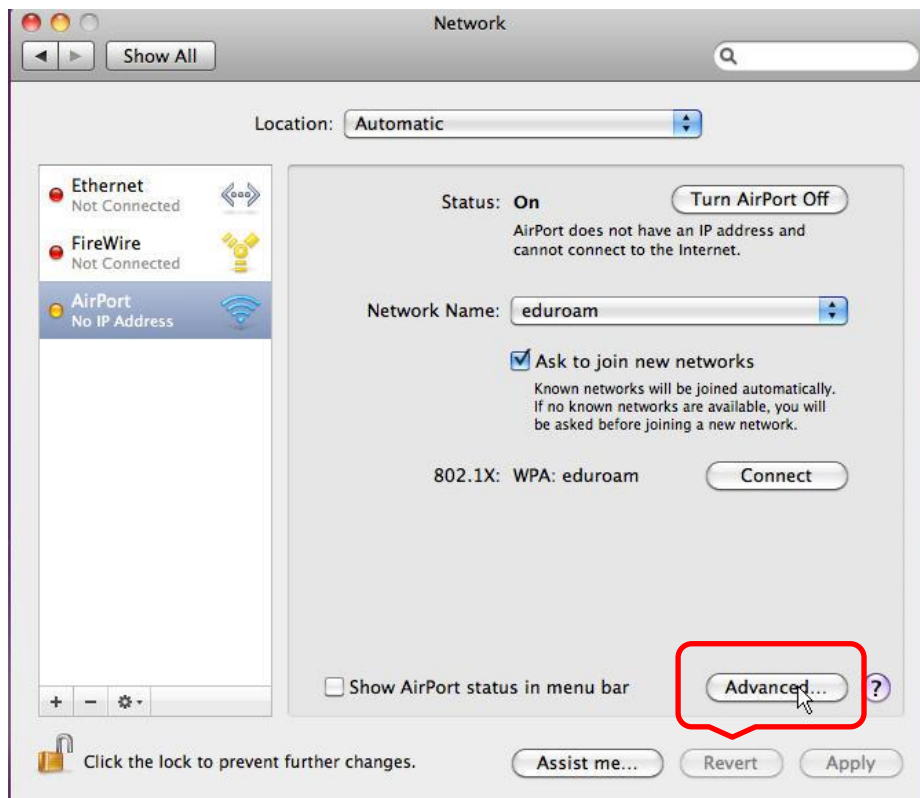 Network
Show All
Location: Automatic
Ethernet
Not Connected
FireWire
Not Connected
AirPort
No IP Address
Status: On
Turn AirPort Off
AirPort does not have an IP address and
cannot connect to the Internet.
Network Name: eduroam
Ask to join new networks
Known networks will be joined automatically.
If no known networks are available, you will
be asked before joining a new network.
802.1X: WPA: eduroam
Connect
Show AirPort status in menu bar
Advanced...
?
Click the lock to prevent further changes.
Assist me...
Revert
Apply